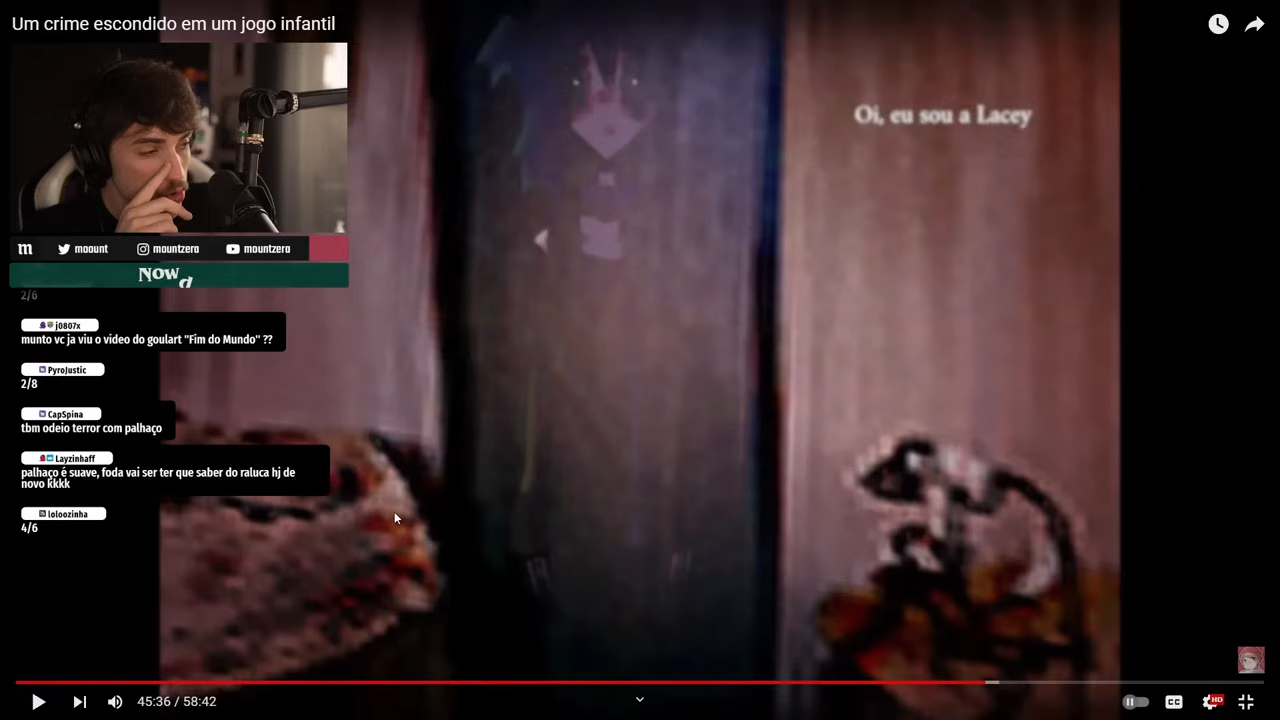 Um crime escondido em um jogo infantil
Oi, eu sou a Lacey
m moount mountzera mountzera
Now
d
2/6
j0807x
munto vc ja viu o video do goulart "Fim do Mundo" ??
PyroJustic
2/8
CapSpina
tbm odeio terror com palhaço
Layzinhaff
palhaço é suave, foda vai ser ter que saber do raluca hj de
novo kkkk
loloozinha
4/6
45:36 / 58:42
CC
HD